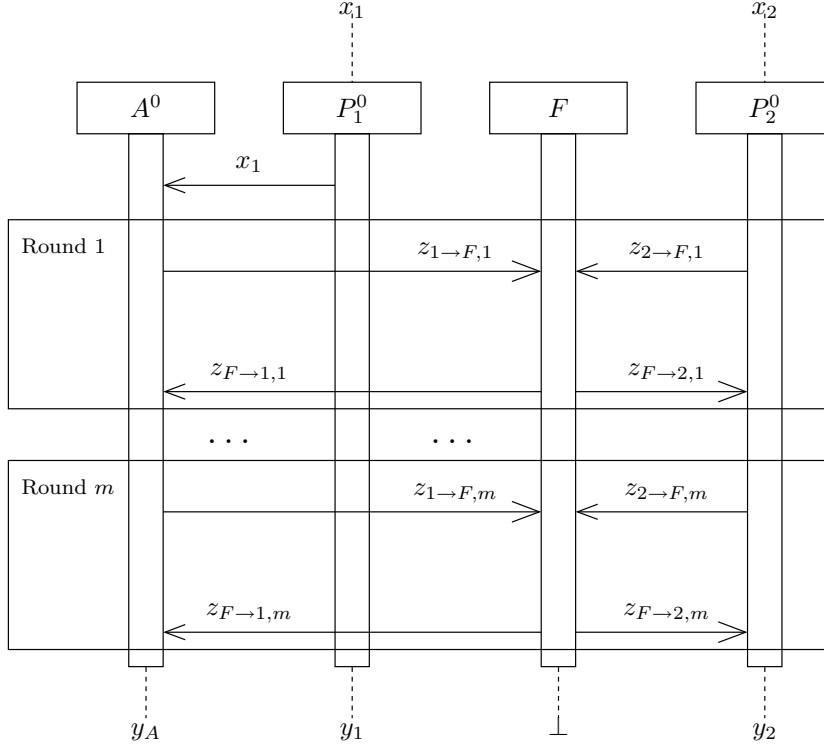 x_1 x_2
A^0 P_1^0 F P_2^0
x_1
Round 1
z_{1→F,1} z_{2→F,1}
z_{F→1,1} z_{F→2,1}
... ...
Round m
z_{1→F,m} z_{2→F,m}
z_{F→1,m} z_{F→2,m}
y_A y_1 ⊥ y_2